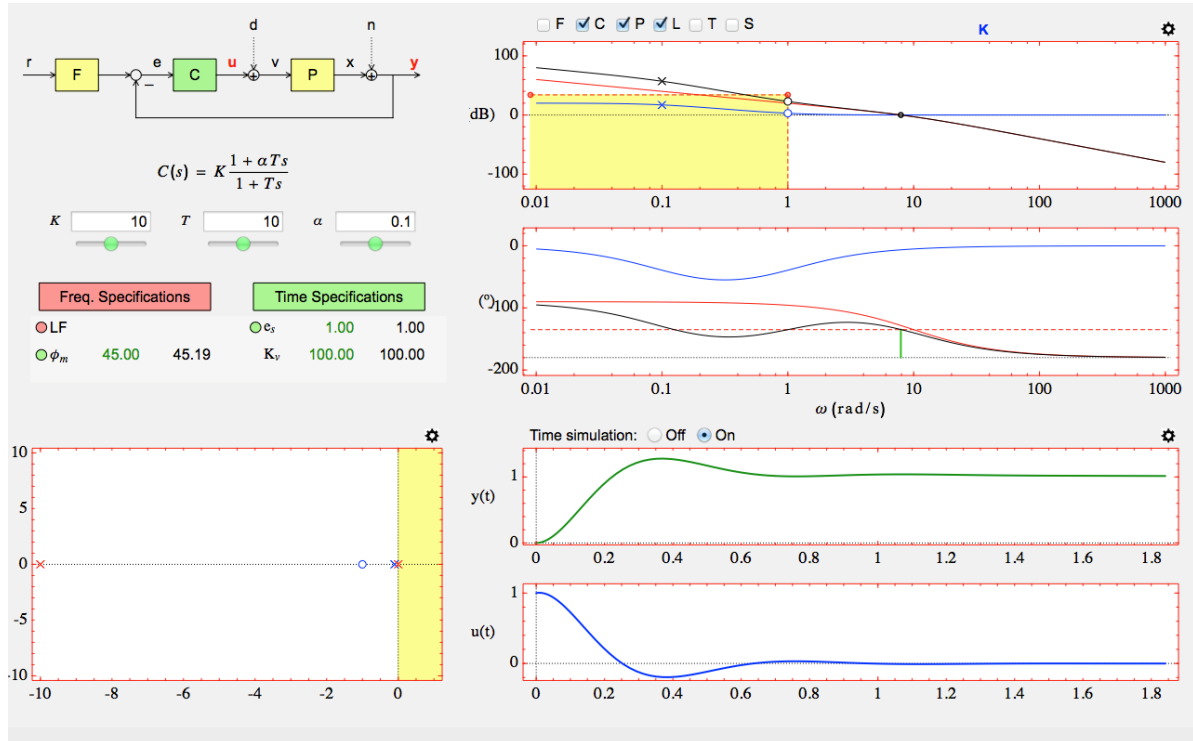 F C P L T S
K
d n
r F e C u v P x y
−
100
(dB) 0
-100
0.01 0.1 1 10 100 1000
C(s) = K (1 + αTs) / (1 + Ts)
K 10 T 10 α 0.1
0
(º) -100
-200
0.01 0.1 1 10 100 1000
ω (rad/s)
Freq. Specifications Time Specifications
LF e_s 1.00 1.00
ϕ_m 45.00 45.19 K_v 100.00 100.00
10
5
0
-5
-10
-10 -8 -6 -4 -2 0
Time simulation: Off On
1
y(t)
0
0 0.2 0.4 0.6 0.8 1 1.2 1.4 1.6 1.8
1
u(t)
0
0 0.2 0.4 0.6 0.8 1 1.2 1.4 1.6 1.8